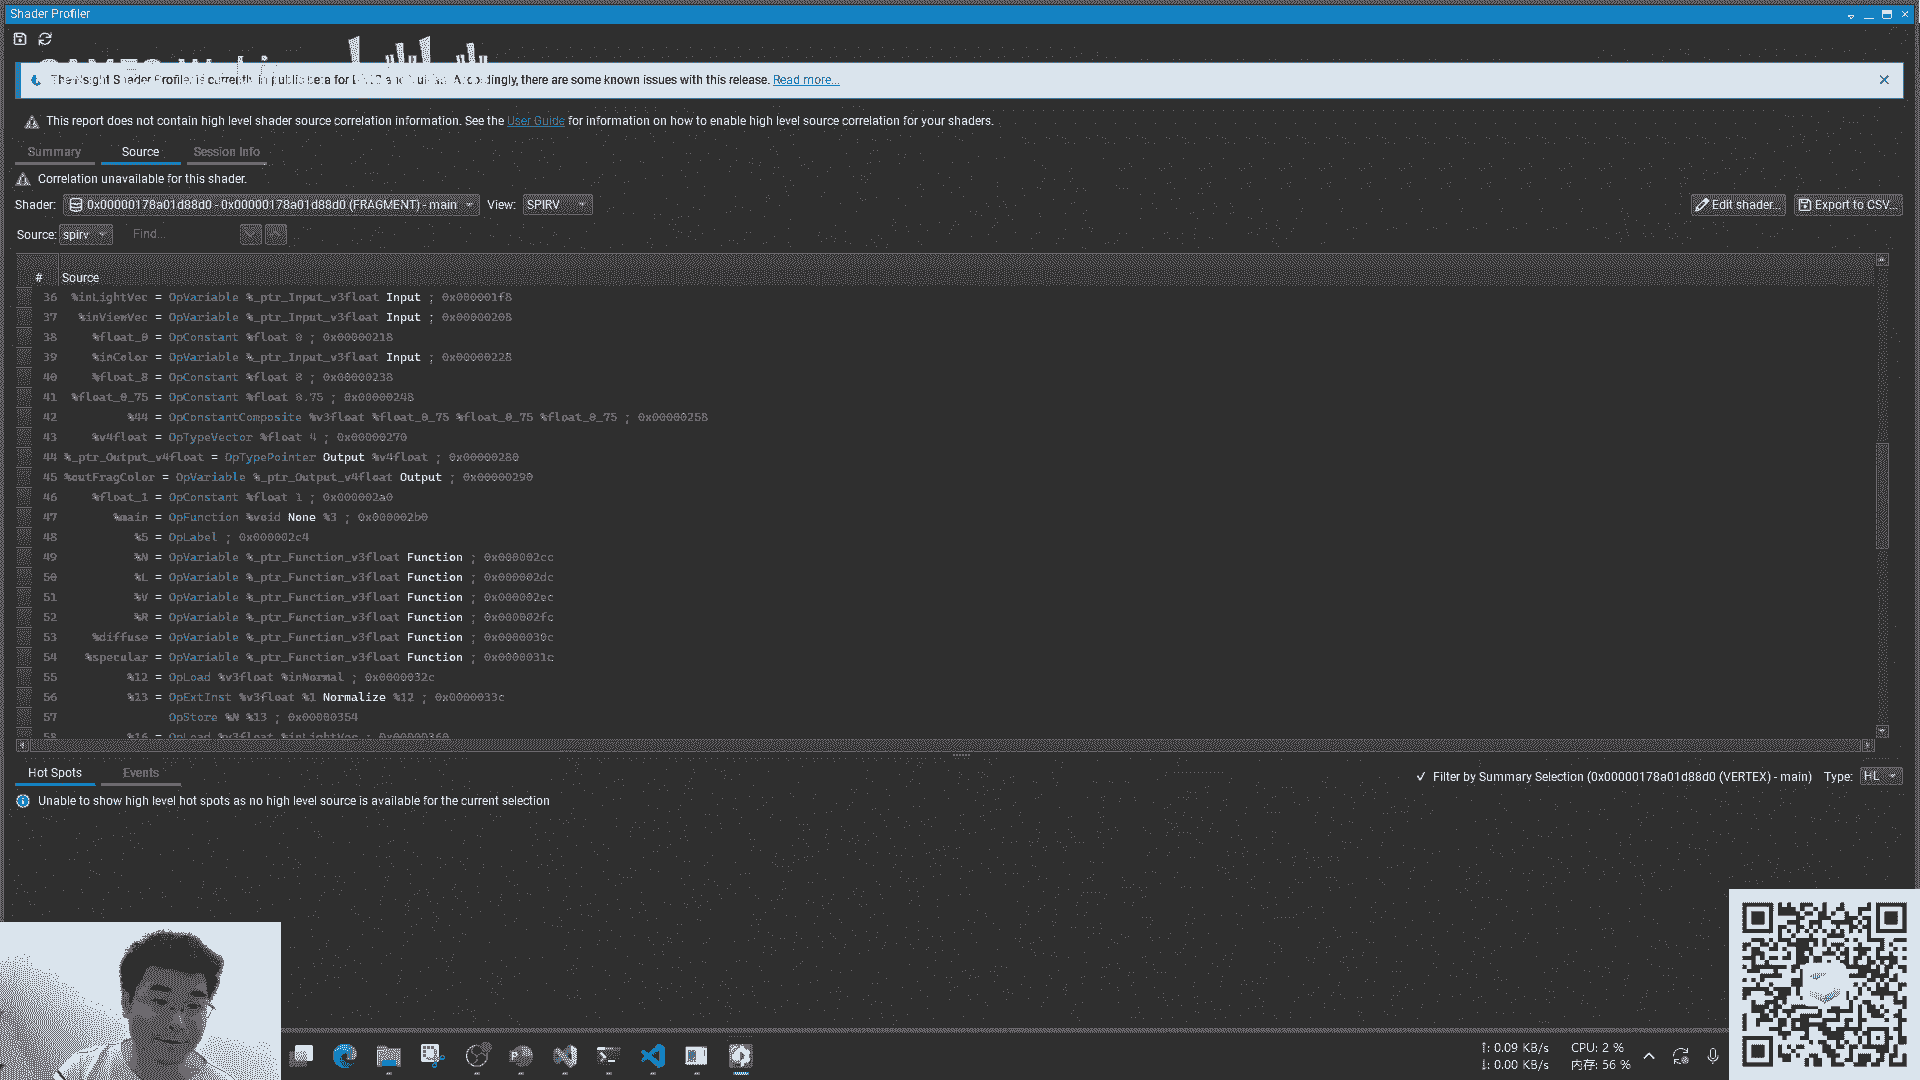 Shader Profiler
The Nsight Shader Profiler is currently in public beta for and Accordingly, there are some known issues with this release. Read more...
This report does not contain high level shader source correlation information. See the User Guide for information on how to enable high level source correlation for your shaders.
Summary Source Session Info
Correlation unavailable for this shader.
Shader: 0x00000178a01d88d0 - 0x00000178a01d88d0 (FRAGMENT) - main View: SPIRV Edit shader... Export to CSV...
Source: spirv Find...
# Source
36 %inLightVec = OpVariable %_ptr_Input_v3float Input ; 0x000001f8
37 %inViewVec = OpVariable %_ptr_Input_v3float Input ; 0x00000208
38 %float_0 = OpConstant %float 0 ; 0x00000218
39 %inColor = OpVariable %_ptr_Input_v3float Input ; 0x00000228
40 %float_8 = OpConstant %float 8 ; 0x00000238
41 %float_0_75 = OpConstant %float 0.75 ; 0x00000248
42 %44 = OpConstantComposite %v3float %float_0_75 %float_0_75 %float_0_75 ; 0x00000258
43 %v4float = OpTypeVector %float 4 ; 0x00000270
44 %_ptr_Output_v4float = OpTypePointer Output %v4float ; 0x00000280
45 %outFragColor = OpVariable %_ptr_Output_v4float Output ; 0x00000290
46 %float_1 = OpConstant %float 1 ; 0x000002a0
47 %main = OpFunction %void None %3 ; 0x000002b0
48 %5 = OpLabel ; 0x000002c4
49 %N = OpVariable %_ptr_Function_v3float Function ; 0x000002cc
50 %L = OpVariable %_ptr_Function_v3float Function ; 0x000002dc
51 %V = OpVariable %_ptr_Function_v3float Function ; 0x000002ec
52 %R = OpVariable %_ptr_Function_v3float Function ; 0x000002fc
53 %diffuse = OpVariable %_ptr_Function_v3float Function ; 0x0000030c
54 %specular = OpVariable %_ptr_Function_v3float Function ; 0x0000031c
55 %12 = OpLoad %v3float %inNormal ; 0x0000032c
56 %13 = OpExtInst %v3float %1 Normalize %12 ; 0x0000033c
57 OpStore %N %13 ; 0x00000354
58 %16 = OpLoad %v3float %inLightVec ; 0x00000360
Hot Spots Events ✓ Filter by Summary Selection (0x00000178a01d88d0 (VERTEX) - main) Type: HL
Unable to show high level hot spots as no high level source is available for the current selection
: 0.09 KB/s CPU: 2 %
: 0.00 KB/s 内存: 56 %